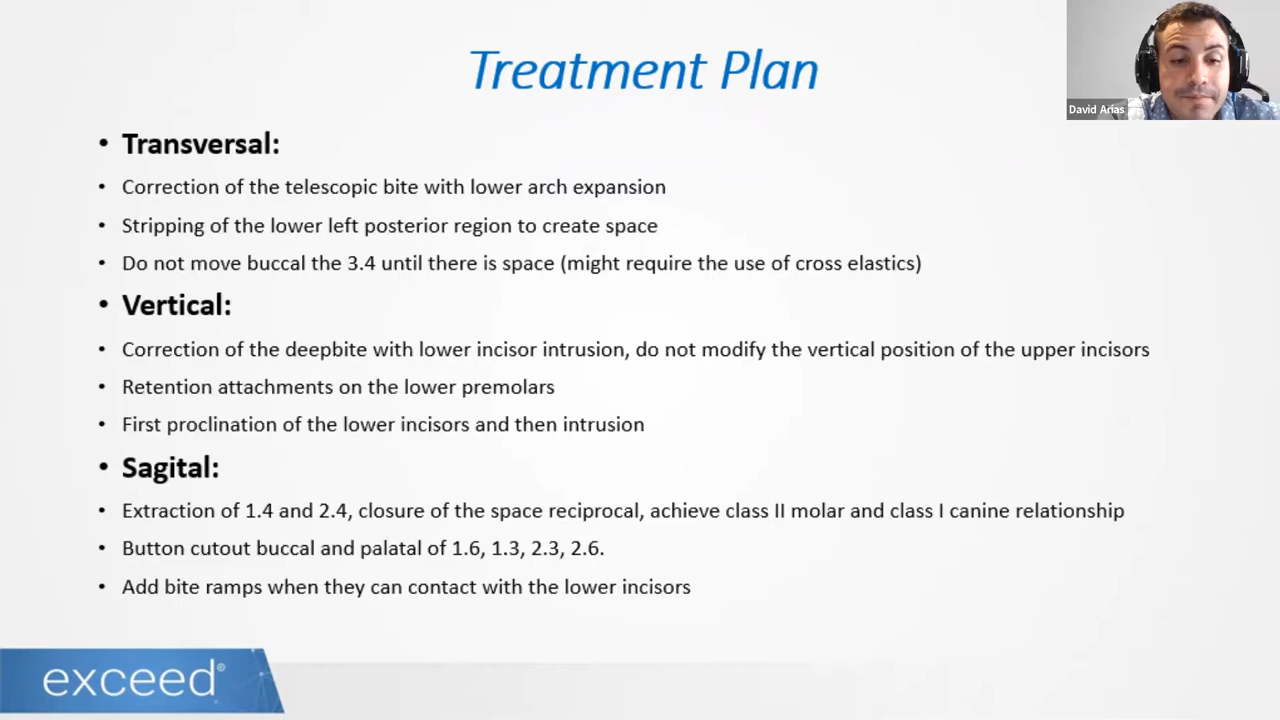 Treatment Plan
David Arias
• Transversal:
• Correction of the telescopic bite with lower arch expansion
• Stripping of the lower left posterior region to create space
• Do not move buccal the 3.4 until there is space (might require the use of cross elastics)
• Vertical:
• Correction of the deepbite with lower incisor intrusion, do not modify the vertical position of the upper incisors
• Retention attachments on the lower premolars
• First proclination of the lower incisors and then intrusion
• Sagital:
• Extraction of 1.4 and 2.4, closure of the space reciprocal, achieve class II molar and class I canine relationship
• Button cutout buccal and palatal of 1.6, 1.3, 2.3, 2.6.
• Add bite ramps when they can contact with the lower incisors
exceed®